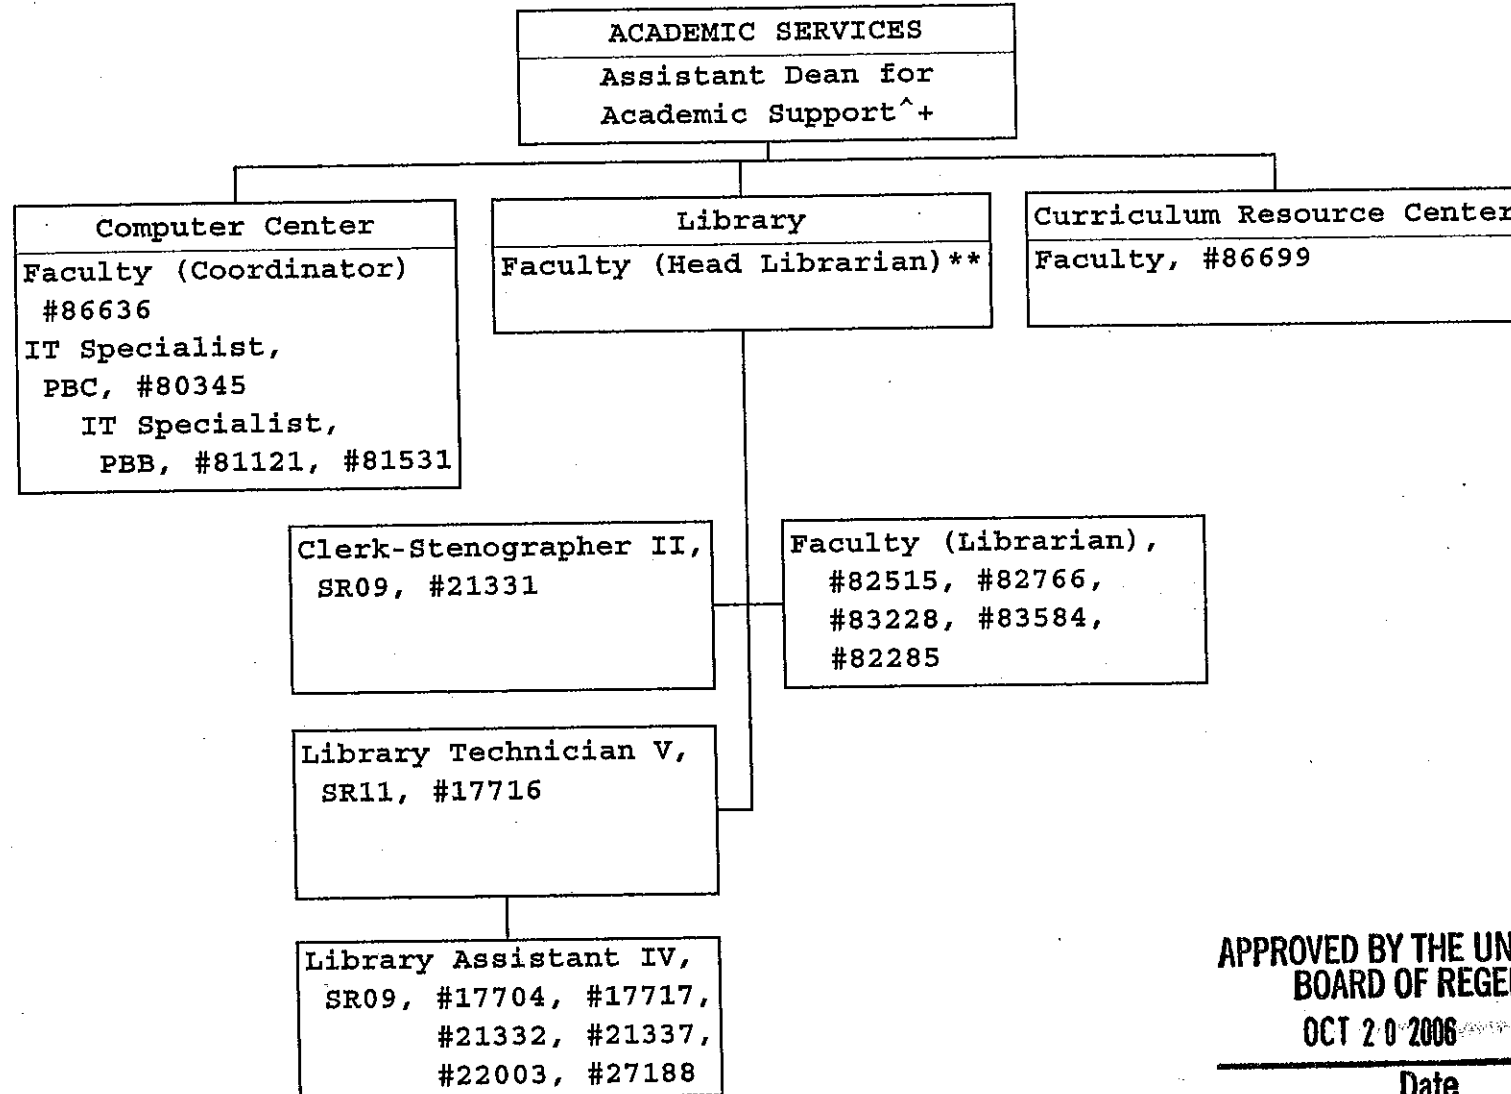 ACADEMIC SERVICES
Assistant Dean for
Academic Support^+
Computer Center
Faculty (Coordinator)
#86636
IT Specialist,
PBC, #80345
IT Specialist,
PBB, #81121, #81531
Library
Faculty (Head Librarian)**
Curriculum Resource Center
Faculty, #86699
Clerk-Stenographer II,
SR09, #21331
Faculty (Librarian),
#82515, #82766,
#83228, #83584,
#82285
Library Technician V,
SR11, #17716
Library Assistant IV,
SR09, #17704, #17717,
#21332, #21337,
#22003, #27188
APPROVED BY THE UN
BOARD OF REGE
OCT 20 2006
Date